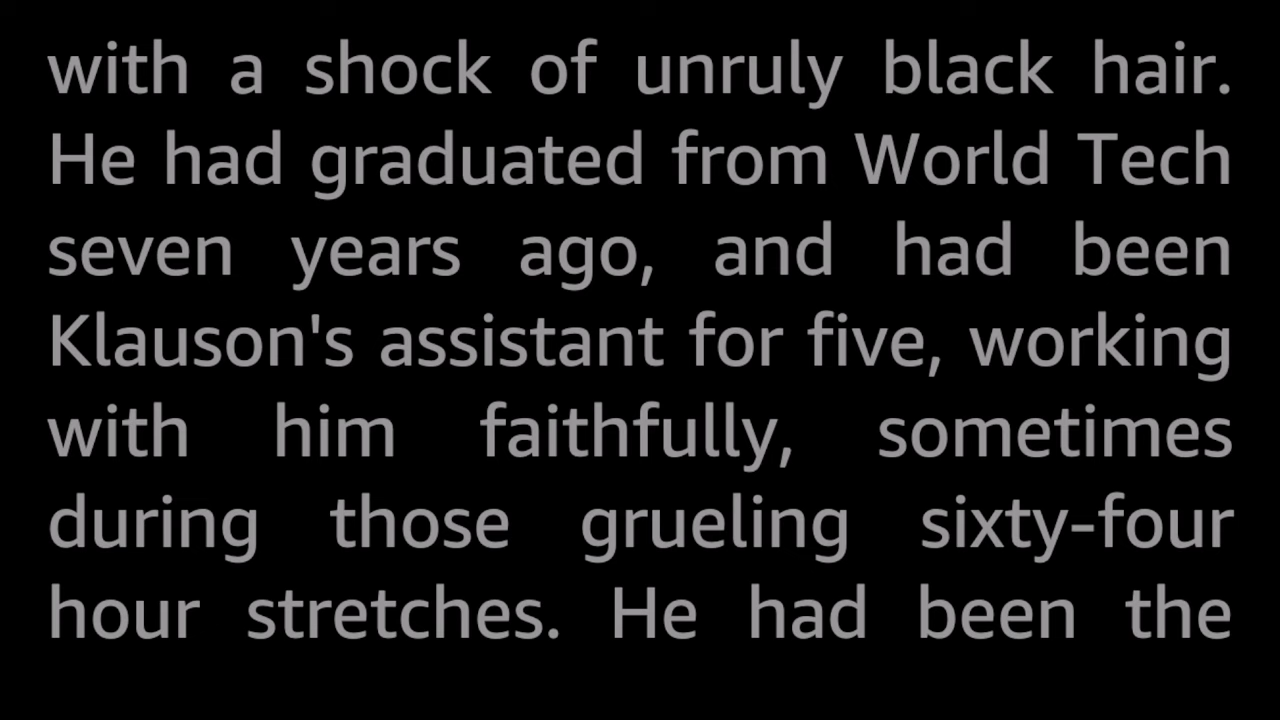 with a shock of unruly black hair.
He had graduated from World Tech
seven years ago, and had been
Klauson's assistant for five, working
with him faithfully, sometimes
during those grueling sixty-four
hour stretches. He had been the